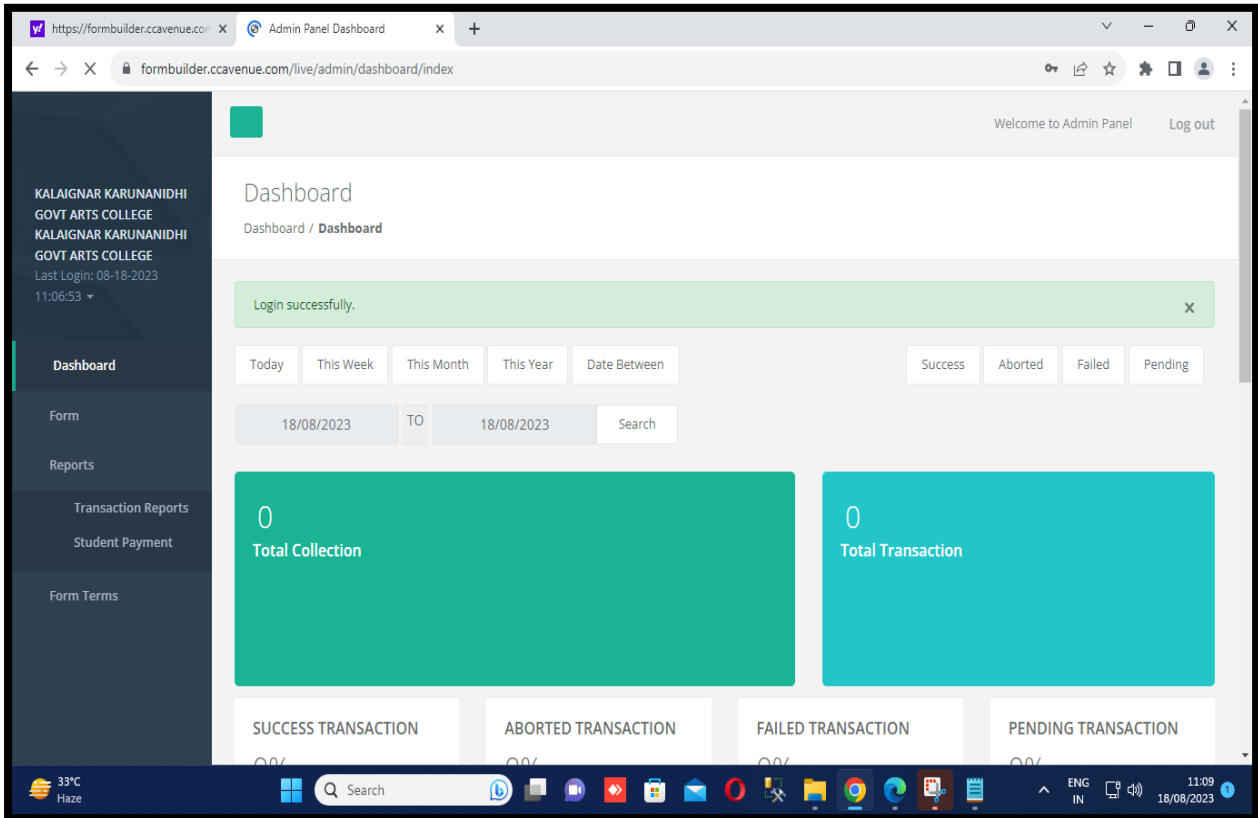 https://formbuilder.ccavenue.con
Admin Panel Dashboard
formbuilder.ccavenue.com/live/admin/dashboard/index
Welcome to Admin Panel
Log out
KALAIGNAR KARUNANIDHI
GOVT ARTS COLLEGE
KALAIGNAR KARUNANIDHI
GOVT ARTS COLLEGE
Last Login: 08-18-2023
11:06:53
Dashboard
Form
Reports
Transaction Reports
Student Payment
Form Terms
Dashboard
Dashboard / Dashboard
Login successfully.
Today This Week This Month This Year Date Between
Success Aborted Failed Pending
18/08/2023 TO 18/08/2023 Search
0
Total Collection
0
Total Transaction
SUCCESS TRANSACTION
ABORTED TRANSACTION
FAILED TRANSACTION
PENDING TRANSACTION
33°C
Haze
Search
ENG
IN
11:09
18/08/2023
1